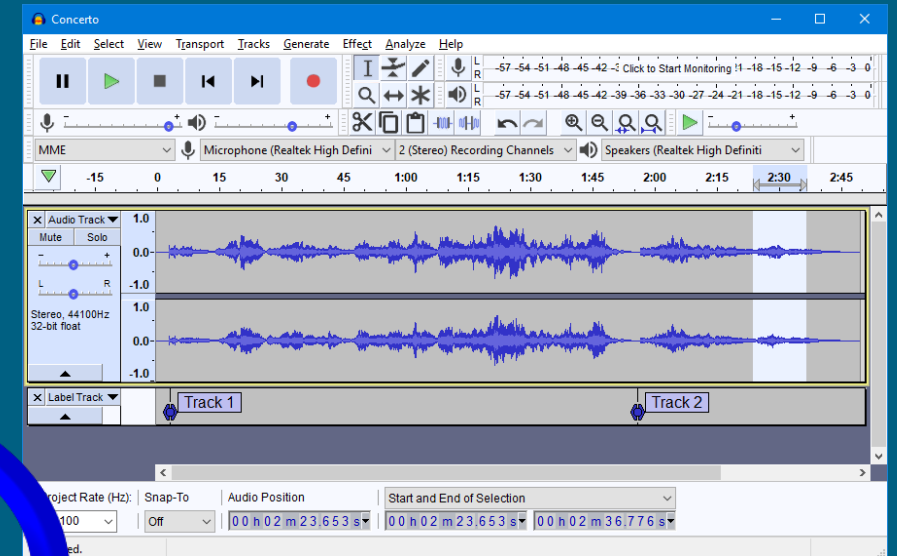 Concerto
File Edit Select View Transport Tracks Generate Effect Analyze Help
L R -57 -54 -51 -48 -45 -42 Click to Start Monitoring -18 -15 -12 -9 -6 -3 0
L R -57 -54 -51 -48 -45 -42 -39 -36 -33 -30 -27 -24 -21 -18 -15 -12 -9 -6 -3 0
MME Microphone (Realtek High Defini 2 (Stereo) Recording Channels Speakers (Realtek High Definiti
-15 0 15 30 45 1:00 1:15 1:30 1:45 2:00 2:15 2:30 2:45
Audio Track 1.0
Mute Solo
- + 0.0
L R -1.0
1.0
Stereo, 44100Hz
32-bit float
0.0
-1.0
Label Track Track 1 Track 2
Project Rate (Hz): Snap-To Audio Position Start and End of Selection
Off 00 h 02 m 23.653 s 00 h 02 m 23.653 s 00 h 02 m 36.776 s